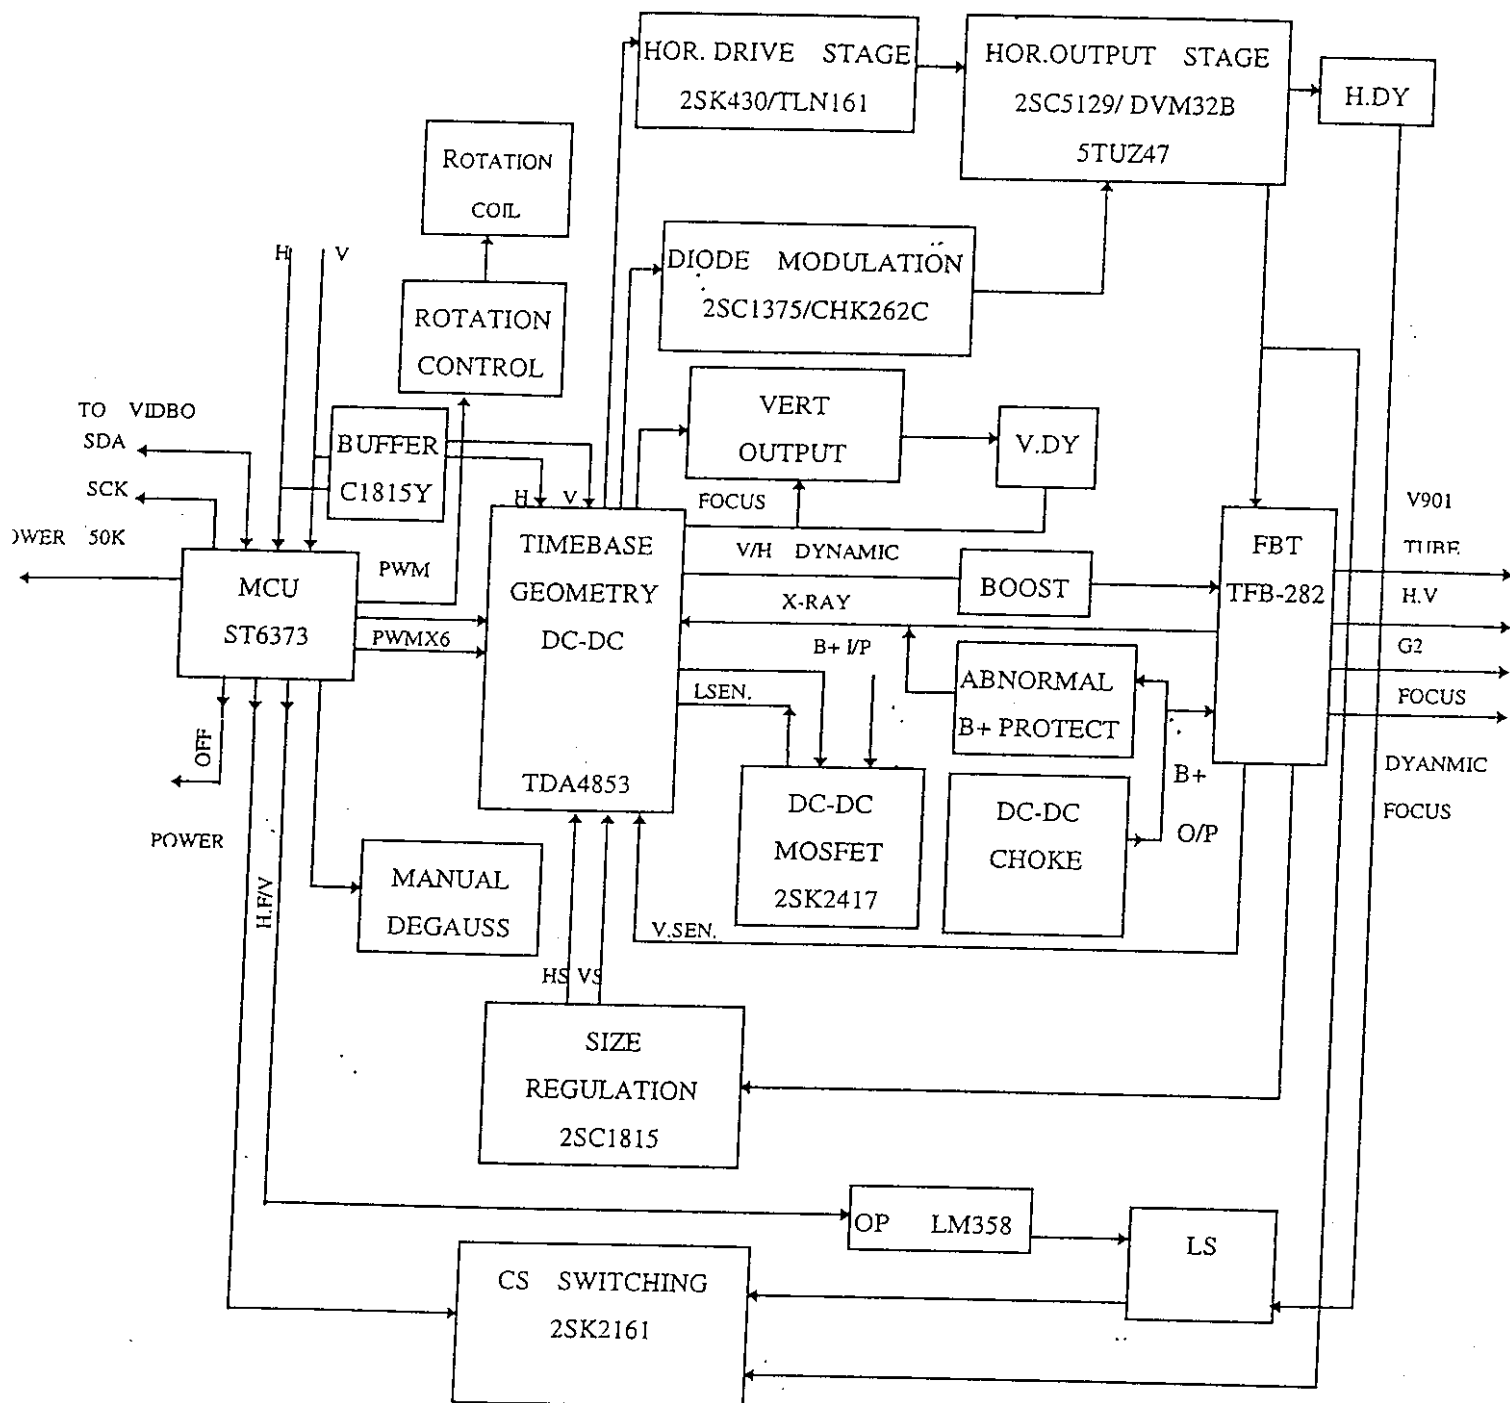 HOR. DRIVE STAGE
2SK430/TLN161
HOR.OUTPUT STAGE
2SC5129/ DVM32B
5TUZ47
H.DY
ROTATION
COIL
H V
DIODE MODULATION
2SC1375/CHK262C
ROTATION
CONTROL
VERT
OUTPUT
V.DY
TO VIDBO
SDA
SCK
OWER 50K
BUFFER
C1815Y
H V
FOCUS
V/H DYNAMIC
X-RAY
B+ I/P
LSEN.
MCU
ST6373
PWM
PWMX6
TIMEBASE
GEOMETRY
DC-DC
TDA4853
BOOST
FBT
TFB-282
V901
TUBE
H.V
G2
FOCUS
DYANMIC
FOCUS
ABNORMAL
B+ PROTECT
B+
O/P
DC-DC
MOSFET
2SK2417
DC-DC
CHOKE
OFF
POWER
H.F/V
MANUAL
DEGAUSS
V.SEN.
HS VS
SIZE
REGULATION
2SC1815
OP LM358
LS
CS SWITCHING
2SK2161